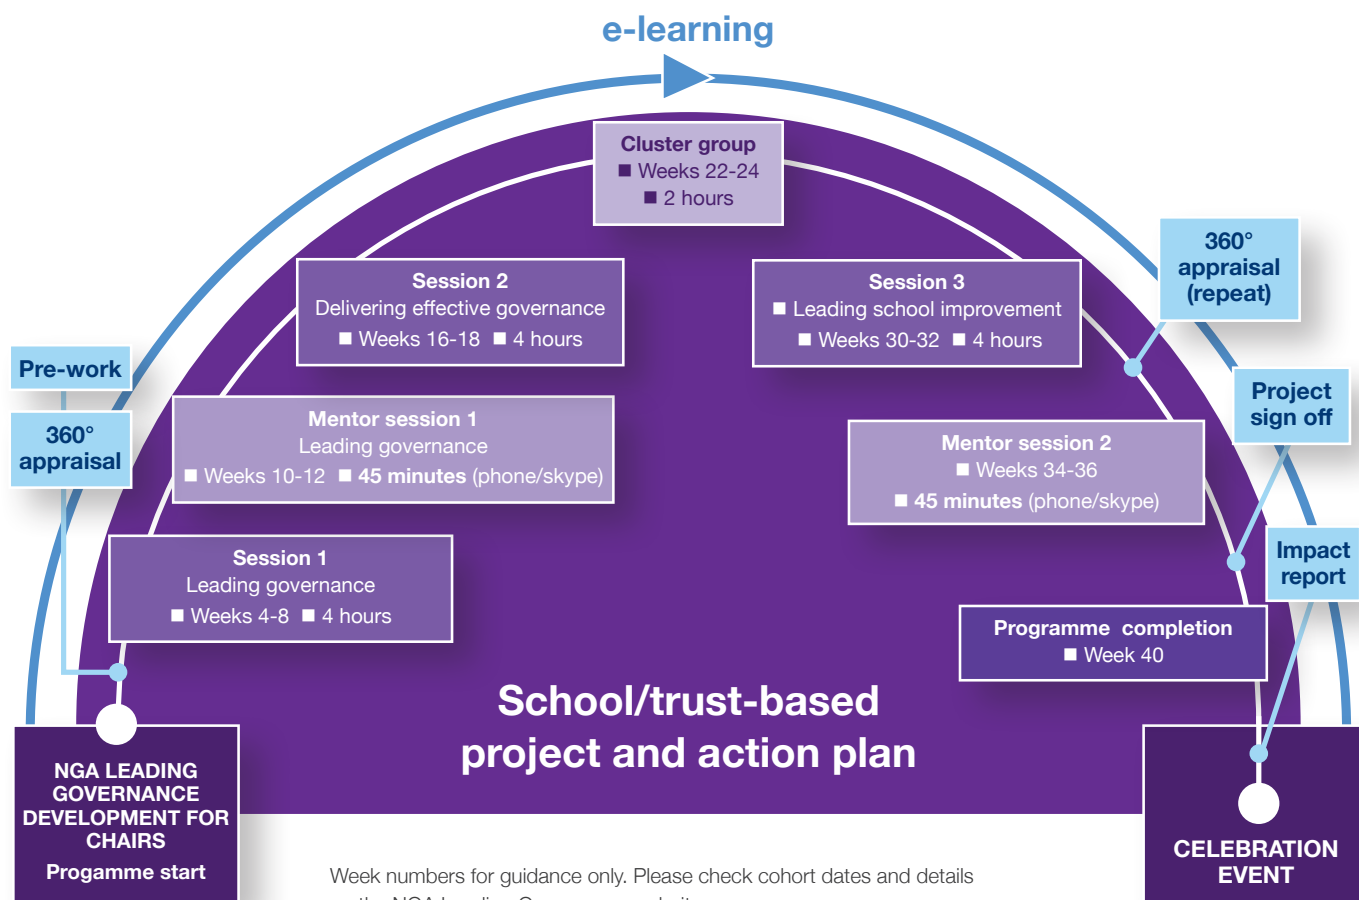 e-learning
Cluster group
■ Weeks 22-24
■ 2 hours
Session 2
Delivering effective governance
■ Weeks 16-18 ■ 4 hours
Session 3
■ Leading school improvement
■ Weeks 30-32 ■ 4 hours
360°
appraisal
(repeat)
Pre-work
360°
appraisal
Mentor session 1
Leading governance
■ Weeks 10-12 ■ 45 minutes (phone/skype)
Project
sign off
Mentor session 2
■ Weeks 34-36
■ 45 minutes (phone/skype)
Session 1
Leading governance
■ Weeks 4-8 ■ 4 hours
Impact
report
Programme completion
■ Week 40
School/trust-based
project and action plan
NGA LEADING
GOVERNANCE
DEVELOPMENT FOR
CHAIRS
Progamme start
CELEBRATION
EVENT
Week numbers for guidance only. Please check cohort dates and details